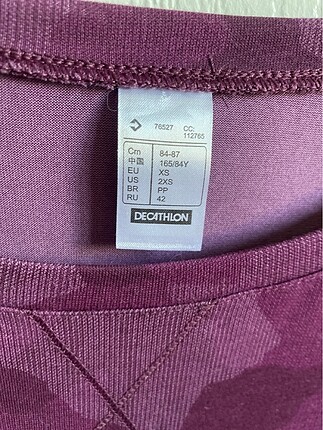 76527 CC: 112765
Cm 84-87
中国 165/84Y
EU XS
US 2XS
BR PP
RU 42
DECATHLON